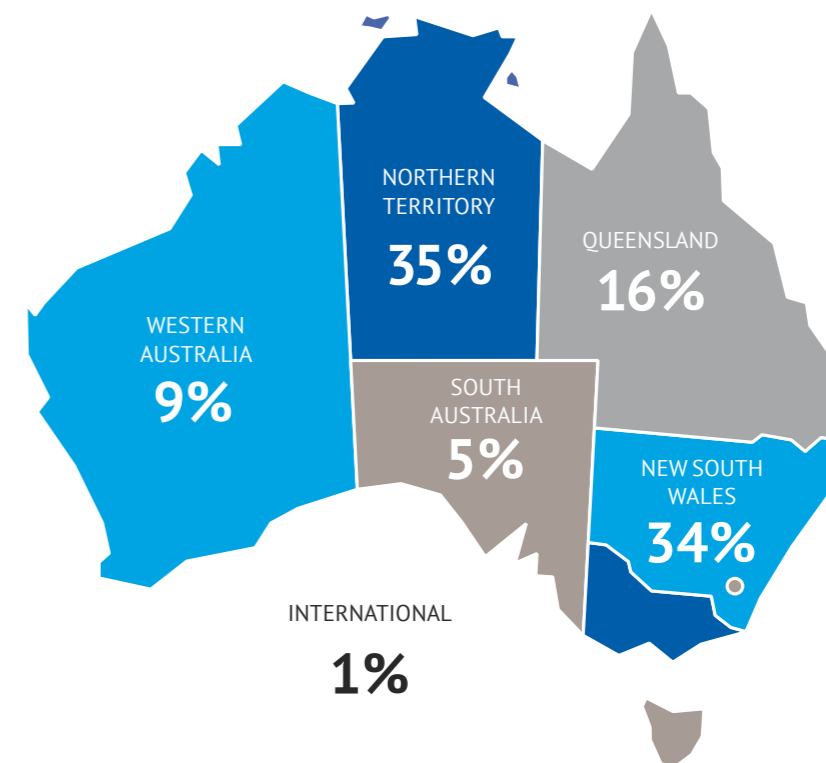 NORTHERN
TERRITORY
35%
QUEENSLAND
16%
WESTERN
AUSTRALIA
9%
SOUTH
AUSTRALIA
5%
NEW SOUTH
WALES
34%
INTERNATIONAL
1%